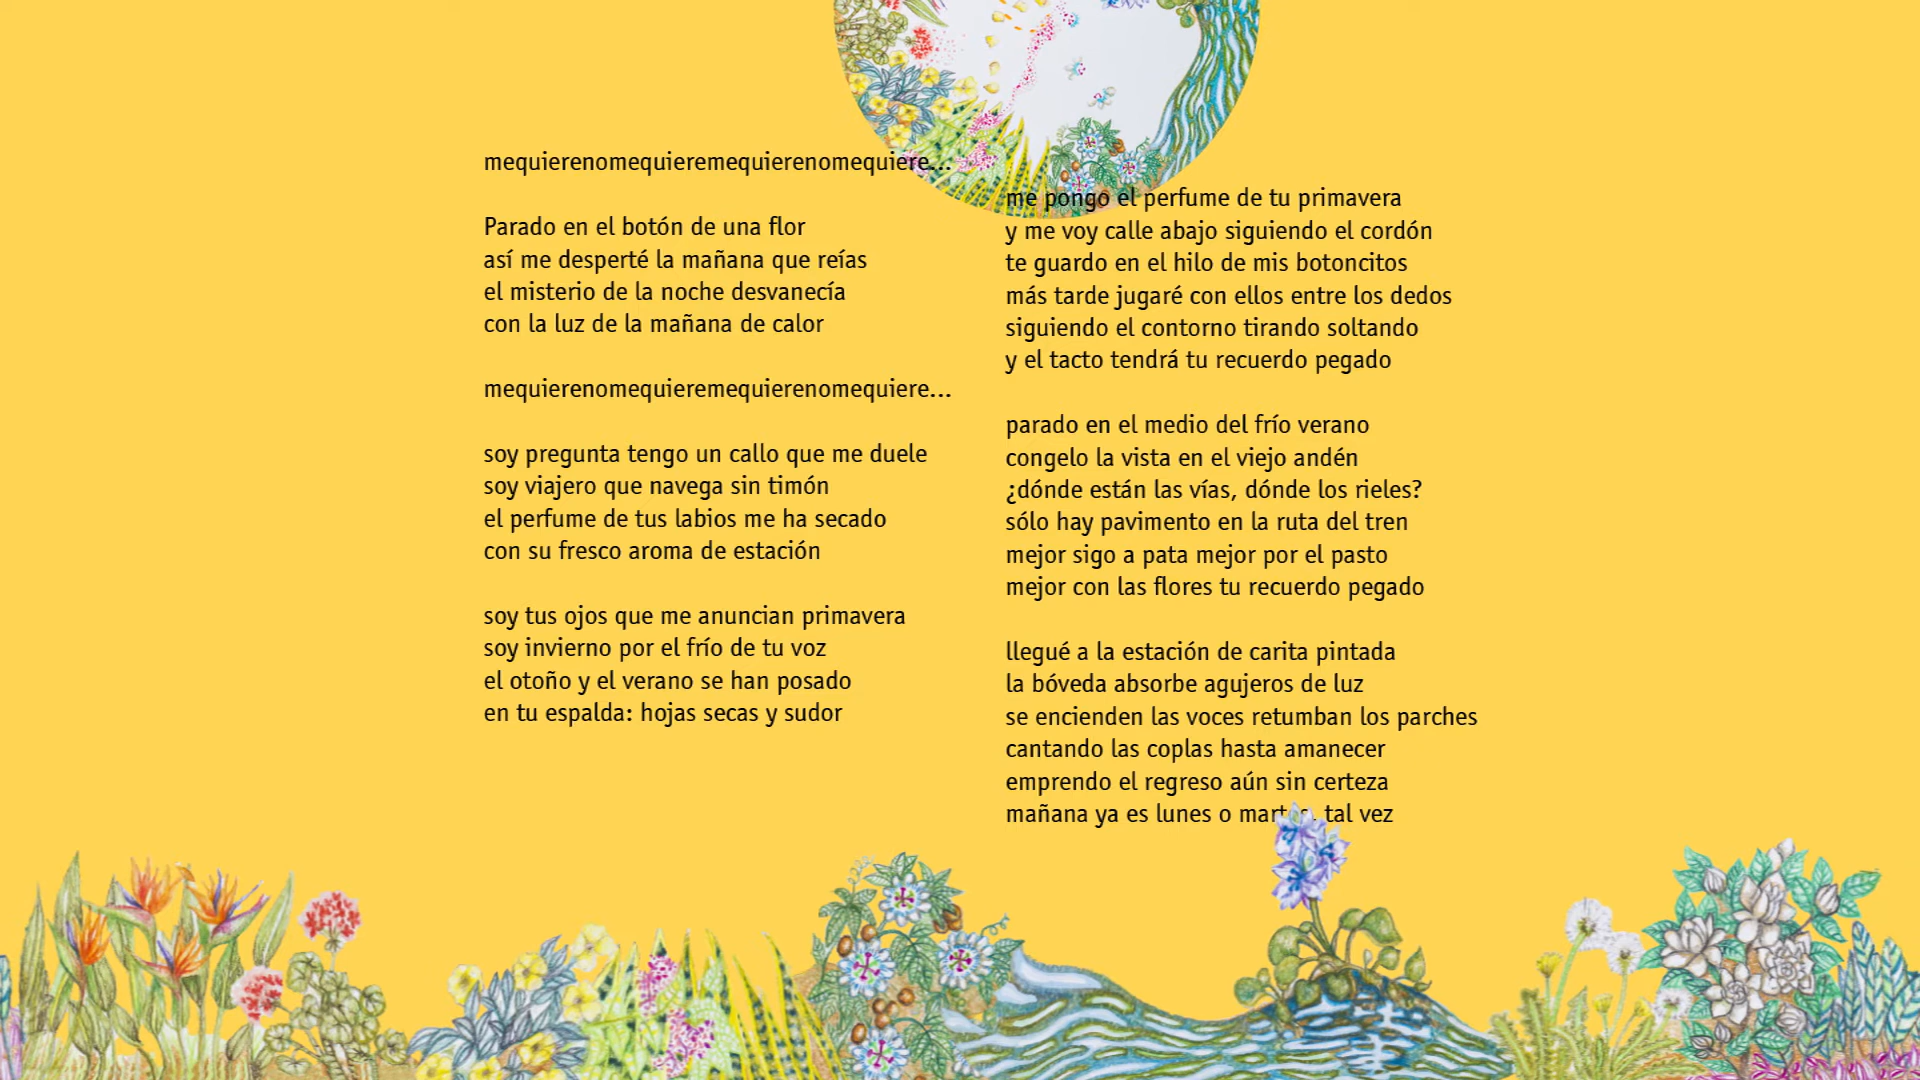 mequierenomequieremequierenomequiere...
Parado en el botón de una flor
así me desperté la mañana que reías
el misterio de la noche desvanecía
con la luz de la mañana de calor
mequierenomequieremequierenomequiere...
soy pregunta tengo un callo que me duele
soy viajero que navega sin timón
el perfume de tus labios me ha secado
con su fresco aroma de estación
soy tus ojos que me anuncian primavera
soy invierno por el frío de tu voz
el otoño y el verano se han posado
en tu espalda: hojas secas y sudor
me pongo el perfume de tu primavera
y me voy calle abajo siguiendo el cordón
te guardo en el hilo de mis botoncitos
más tarde jugaré con ellos entre los dedos
siguiendo el contorno tirando soltando
y el tacto tendrá tu recuerdo pegado
parado en el medio del frío verano
congelo la vista en el viejo andén
¿dónde están las vías, dónde los rieles?
sólo hay pavimento en la ruta del tren
mejor sigo a pata mejor por el pasto
mejor con las flores tu recuerdo pegado
llegué a la estación de carita pintada
la bóveda absorbe agujeros de luz
se encienden las voces retumban los parches
cantando las coplas hasta amanecer
emprendo el regreso aún sin certeza
mañana ya es lunes o martes, tal vez